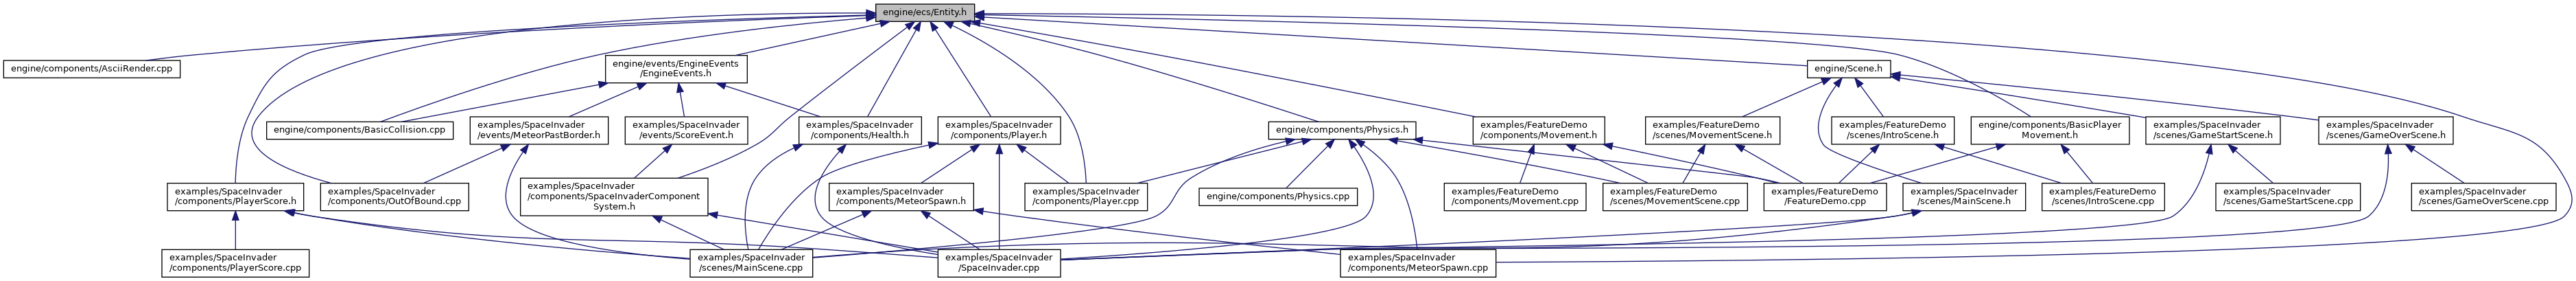 engine/ecs/Entity.h
engine/components/AsciiRender.cpp
engine/events/EngineEvents
/EngineEvents.h
engine/Scene.h
engine/components/BasicCollision.cpp
examples/SpaceInvader
/events/MeteorPastBorder.h
examples/SpaceInvader
/events/ScoreEvent.h
examples/SpaceInvader
/components/Health.h
examples/SpaceInvader
/components/Player.h
engine/components/Physics.h
examples/FeatureDemo
/components/Movement.h
examples/FeatureDemo
/scenes/MovementScene.h
examples/FeatureDemo
/scenes/IntroScene.h
engine/components/BasicPlayer
Movement.h
examples/SpaceInvader
/scenes/GameStartScene.h
examples/SpaceInvader
/scenes/GameOverScene.h
examples/SpaceInvader
/components/PlayerScore.h
examples/SpaceInvader
/components/OutOfBound.cpp
examples/SpaceInvader
/components/SpaceInvaderComponent
System.h
examples/SpaceInvader
/components/MeteorSpawn.h
examples/SpaceInvader
/components/Player.cpp
engine/components/Physics.cpp
examples/FeatureDemo
/components/Movement.cpp
examples/FeatureDemo
/scenes/MovementScene.cpp
examples/FeatureDemo
/FeatureDemo.cpp
examples/SpaceInvader
/scenes/MainScene.h
examples/FeatureDemo
/scenes/IntroScene.cpp
examples/SpaceInvader
/scenes/GameStartScene.cpp
examples/SpaceInvader
/scenes/GameOverScene.cpp
examples/SpaceInvader
/components/PlayerScore.cpp
examples/SpaceInvader
/scenes/MainScene.cpp
examples/SpaceInvader
/SpaceInvader.cpp
examples/SpaceInvader
/components/MeteorSpawn.cpp